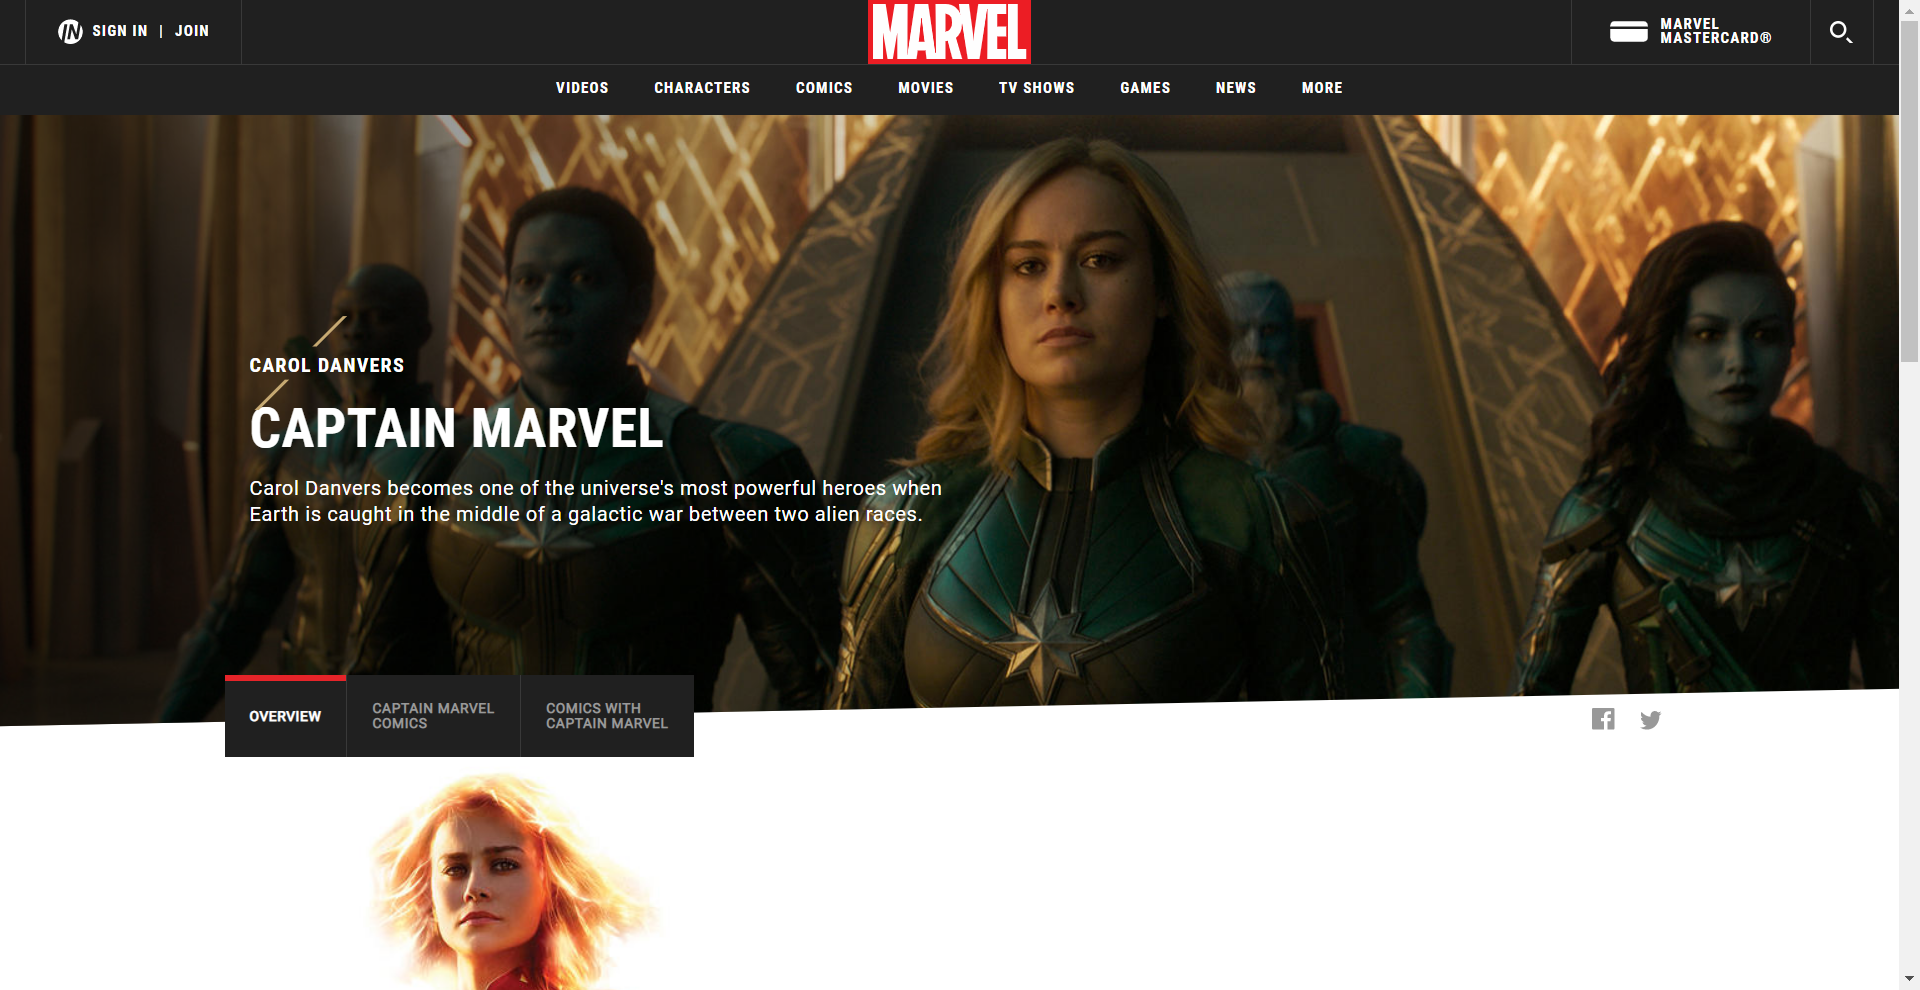 SIGN IN | JOIN
MARVEL
MARVEL
MASTERCARD®
VIDEOS CHARACTERS COMICS MOVIES TV SHOWS GAMES NEWS MORE
CAROL DANVERS
CAPTAIN MARVEL
Carol Danvers becomes one of the universe's most powerful heroes when
Earth is caught in the middle of a galactic war between two alien races.
OVERVIEW
CAPTAIN MARVEL
COMICS
COMICS WITH
CAPTAIN MARVEL